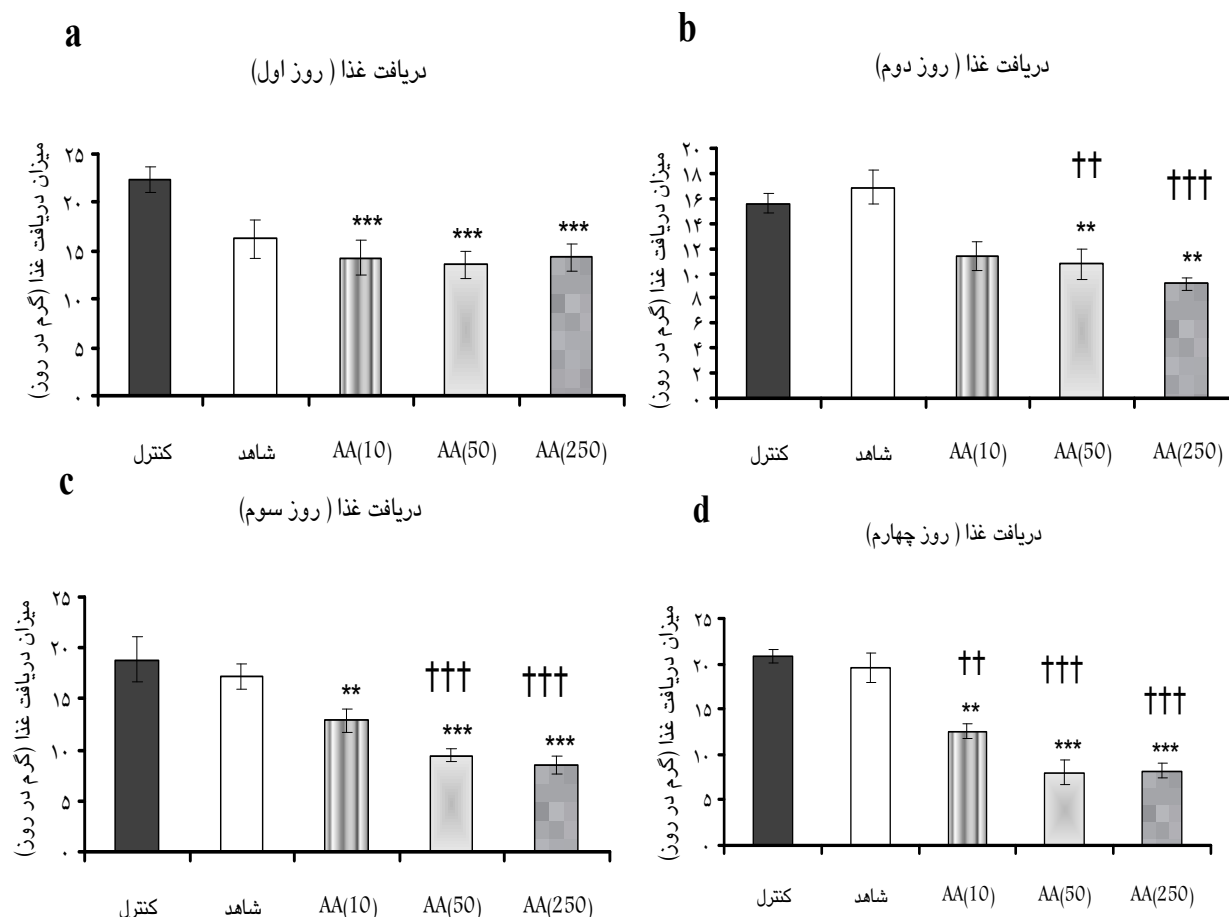 a
دریافت غذا ( روز اول)
میزان دریافت غذا (گرم در روز)
۲۵
۲۰
۱۵
۱۰
۵
۰
***
***
***
کنترل شاهد AA(10) AA(50) AA(250)
b
دریافت غذا ( روز دوم)
میزان دریافت غذا (گرم در روز)
۲۰
۱۸
۱۶
۱۴
۱۲
۱۰
۸
۶
۴
۲
۰
††
†††
**
**
کنترل شاهد AA(10) AA(50) AA(250)
c
دریافت غذا ( روز سوم)
میزان دریافت غذا (گرم در روز)
۲۵
۲۰
۱۵
۱۰
۵
۰
†††
†††
**
***
***
کنترل شاهد AA(10) AA(50) AA(250)
d
دریافت غذا ( روز چهارم)
میزان دریافت غذا (گرم در روز)
۲۵
۲۰
۱۵
۱۰
۵
۰
††
†††
†††
**
***
***
کنترل شاهد AA(10) AA(50) AA(250)